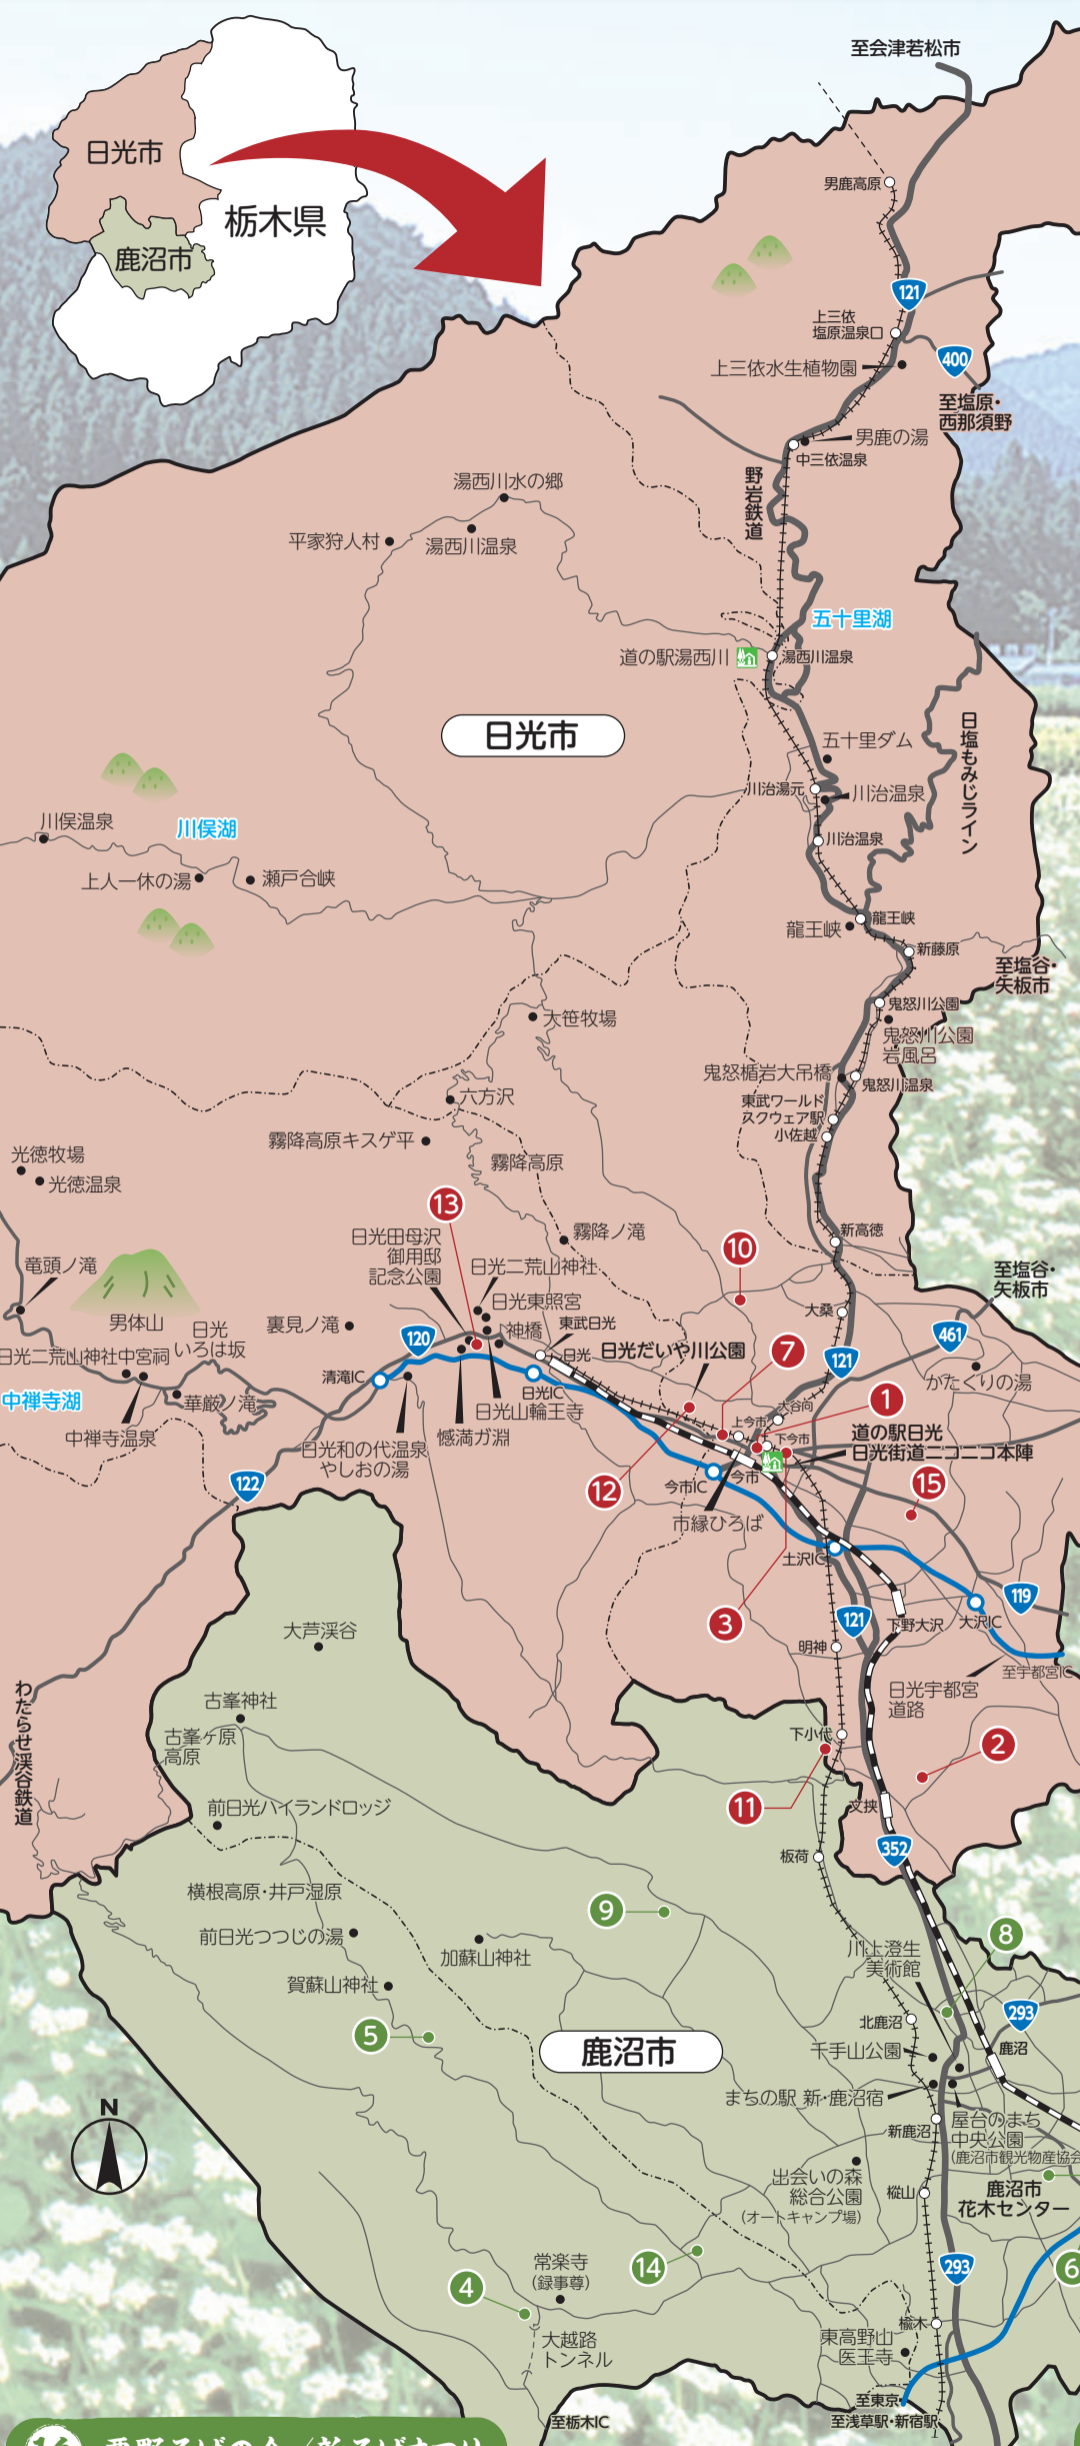 至会津若松市
日光市
栃木県
鹿沼市
男鹿高原
121
上三依
塩原温泉口
400
上三依水生植物園
至塩原・
西那須野
男鹿の湯
中三依温泉
野岩鉄道
湯西川水の郷
平家狩人村
湯西川温泉
五十里湖
道の駅湯西川
湯西川温泉
日光市
日塩もみじライン
五十里ダム
川治湯元
川治温泉
川俣温泉
川俣湖
川治温泉
上人一休の湯
瀬戸合峡
龍王峡
龍王峡
新藤原
至塩谷・
矢板市
鬼怒川公園
大笹牧場
鬼怒川公園
岩風呂
鬼怒楯岩大吊橋
鬼怒川温泉
六方沢
東武ワールド
スクウェア駅
小佐越
霧降高原キスゲ平
霧降高原
光徳牧場
光徳温泉
13
日光田母沢
御用邸
記念公園
霧降ノ滝
新高徳
10
竜頭ノ滝
日光二荒山神社
至塩谷・
矢板市
日光東照宮
大桑
男体山
日光
いろは坂
裏見ノ滝
神橋
東武日光
120
461
日光二荒山神社中宮祠
日光
日光だいや川公園
7
121
清滝IC
日光IC
かたくりの湯
中禅寺湖
華厳ノ滝
日光山輪王寺
1
中禅寺温泉
憾満ガ淵
大谷向
上今市
下今市
道の駅日光
日光街道ニコニコ本陣
日光和の代温泉
やしおの湯
122
今市IC
今市
12
15
市縁ひろば
土沢IC
3
121
119
下野大沢
大沢IC
大芦渓谷
明神
至宇都宮IC
日光宇都宮
道路
わたらせ渓谷鉄道
古峯神社
古峯ヶ原
高原
下小代
2
11
文挟
前日光ハイランドロッジ
352
板荷
横根高原・井戸湿原
9
前日光つつじの湯
加蘇山神社
川上澄生
美術館
8
賀蘇山神社
293
5
鹿沼市
北鹿沼
鹿沼
千手山公園
まちの駅 新・鹿沼宿
N
新鹿沼
屋台のまち
中央公園
(鹿沼市観光物産協会
出会いの森
総合公園
(オートキャンプ場)
樅山
鹿沼市
花木センター
14
常楽寺
(録事尊)
293
6
4
楡木
大越路
トンネル
東高野山
医王寺
至東京
至栃木IC
至浅草駅・新宿駅